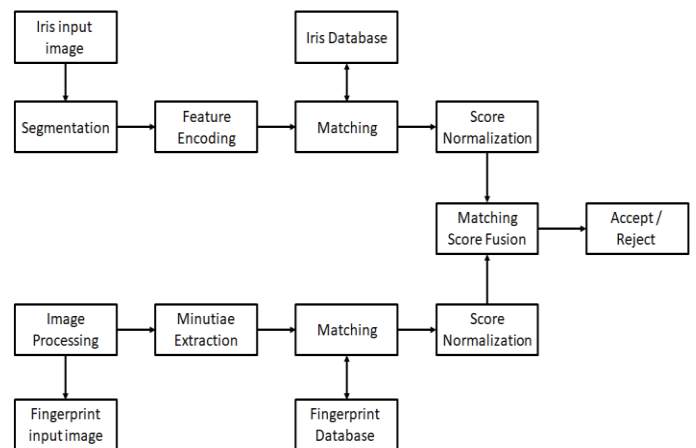 Iris input
image
Iris Database
Segmentation
Feature
Encoding
Matching
Score
Normalization
Matching
Score Fusion
Accept /
Reject
Image
Processing
Minutiae
Extraction
Matching
Score
Normalization
Fingerprint
input image
Fingerprint
Database